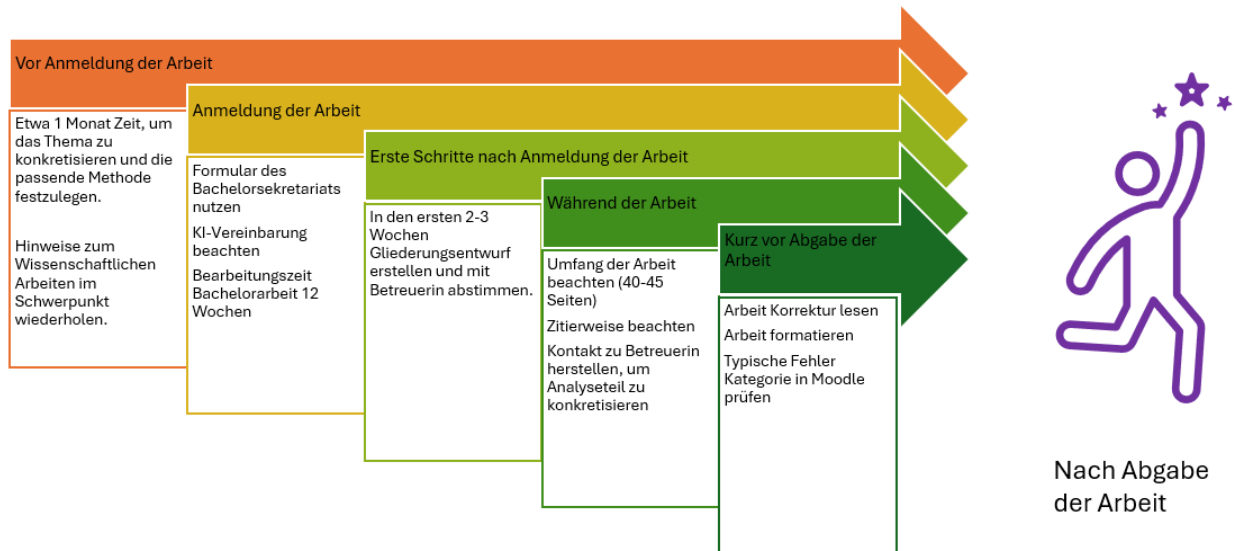 Vor Anmeldung der Arbeit
Etwa 1 Monat Zeit, um
das Thema zu
konkretisieren und die
passende Methode
festzulegen.
Hinweise zum
Wissenschaftlichen
Arbeiten im
Schwerpunkt
wiederholen.
Anmeldung der Arbeit
Formular des
Bachelorsekretariats
nutzen
KI-Vereinbarung
beachten
Bearbeitungszeit
Bachelorarbeit 12
Wochen
Erste Schritte nach Anmeldung der Arbeit
In den ersten 2-3
Wochen
Gliederungsentwurf
erstellen und mit
Betreuerin abstimmen.
Während der Arbeit
Umfang der Arbeit
beachten (40-45
Seiten)
Zitierweise beachten
Kontakt zu Betreuerin
herstellen, um
Analyseteil zu
konkretisieren
Kurz vor Abgabe der
Arbeit
Arbeit Korrektur lesen
Arbeit formatieren
Typische Fehler
Kategorie in Moodle
prüfen
Nach Abgabe
der Arbeit